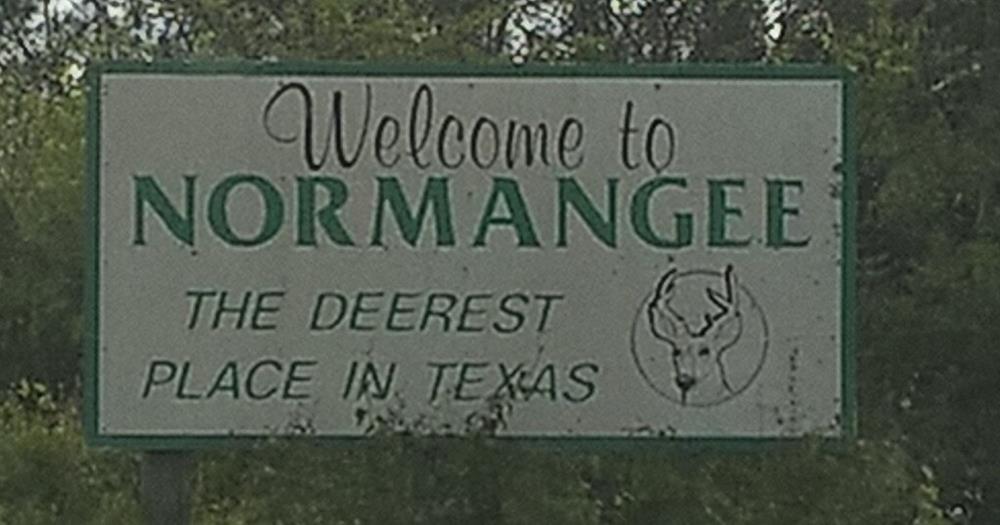 Welcome to
NORMANGEE
THE DEEREST
PLACE IN TEXAS